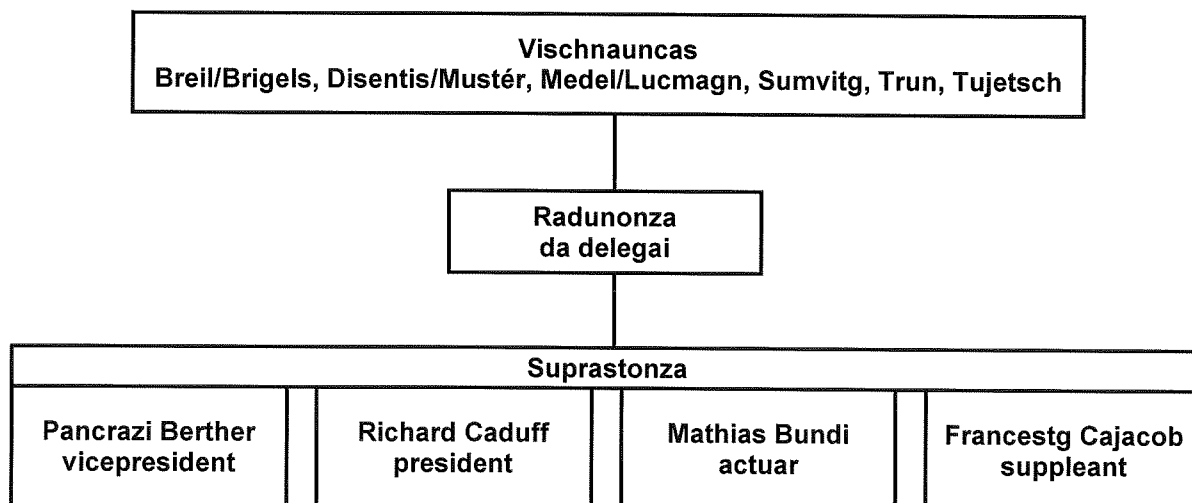 Vischnauncas
Breil/Brigels, Disentis/Mustér, Medel/Lucmagn, Sumvitg, Trun, Tujetsch
Radunonza
da delegai
Suprastonza
Pancrazi Berther
vicepresident
Richard Caduff
president
Mathias Bundi
actuar
Francestg Cajacob
suppleant